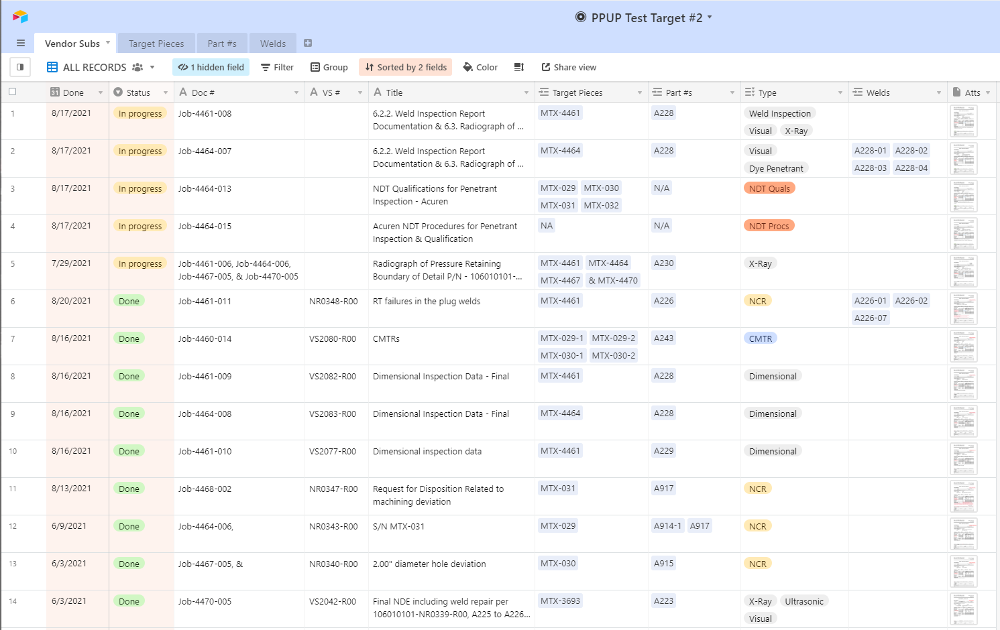 PPUP Test Target #2
Vendor Subs Target Pieces Part #s Welds
ALL RECORDS 1 hidden field Filter Group Sorted by 2 fields Color Share view
31 Done Status A Doc # A VS # A Title Target Pieces Part #s Type Welds Atts
1 8/17/2021 In progress Job-4461-008 6.2.2. Weld Inspection Report MTX-4461 A228 Weld Inspection
Documentation & 6.3. Radiograph of ... Visual X-Ray
2 8/17/2021 In progress Job-4464-007 6.2.2. Weld Inspection Report MTX-4464 A228 Visual A228-01 A228-02
Documentation & 6.3. Radiograph of ... Dye Penetrant A228-03 A228-04
3 8/17/2021 In progress Job-4464-013 NDT Qualifications for Penetrant MTX-029 MTX-030 N/A NDT Quals
Inspection - Acuren MTX-031 MTX-032
4 8/17/2021 In progress Job-4464-015 Acuren NDT Procedures for Penetrant NA N/A NDT Procs
Inspection & Qualification
5 7/29/2021 In progress Job-4461-006, Job-4464-006, Radiograph of Pressure Retaining MTX-4461 MTX-4464 A230 X-Ray
Job-4467-005, & Job-4470-005 Boundary of Detail P/N - 106010101-... MTX-4467 & MTX-4470
6 8/20/2021 Done Job-4461-011 NR0348-R00 RT failures in the plug welds MTX-4461 A226 NCR A226-01 A226-02
A226-07
7 8/16/2021 Done Job-4460-014 VS2080-R00 CMTRs MTX-029-1 MTX-029-2 A243 CMTR
MTX-030-1 MTX-030-2
8 8/16/2021 Done Job-4461-009 VS2082-R00 Dimensional Inspection Data - Final MTX-4461 A228 Dimensional
9 8/16/2021 Done Job-4464-008 VS2083-R00 Dimensional Inspection Data - Final MTX-4464 A228 Dimensional
10 8/16/2021 Done Job-4461-010 VS2077-R00 Dimensional inspection data MTX-4461 A229 Dimensional
11 8/13/2021 Done Job-4468-002 NR0347-R00 Request for Disposition Related to MTX-031 A917 NCR
machining deviation
12 6/9/2021 Done Job-4464-006, NR0343-R00 S/N MTX-031 MTX-029 A914-1 A917 NCR
13 6/3/2021 Done Job-4467-005, & NR0340-R00 2.00" diameter hole deviation MTX-030 A915 NCR
14 6/3/2021 Done Job-4470-005 VS2042-R00 Final NDE including weld repair per MTX-3693 A223 X-Ray Ultrasonic
106010101-NR0339-R00, A225 to A226... Visual